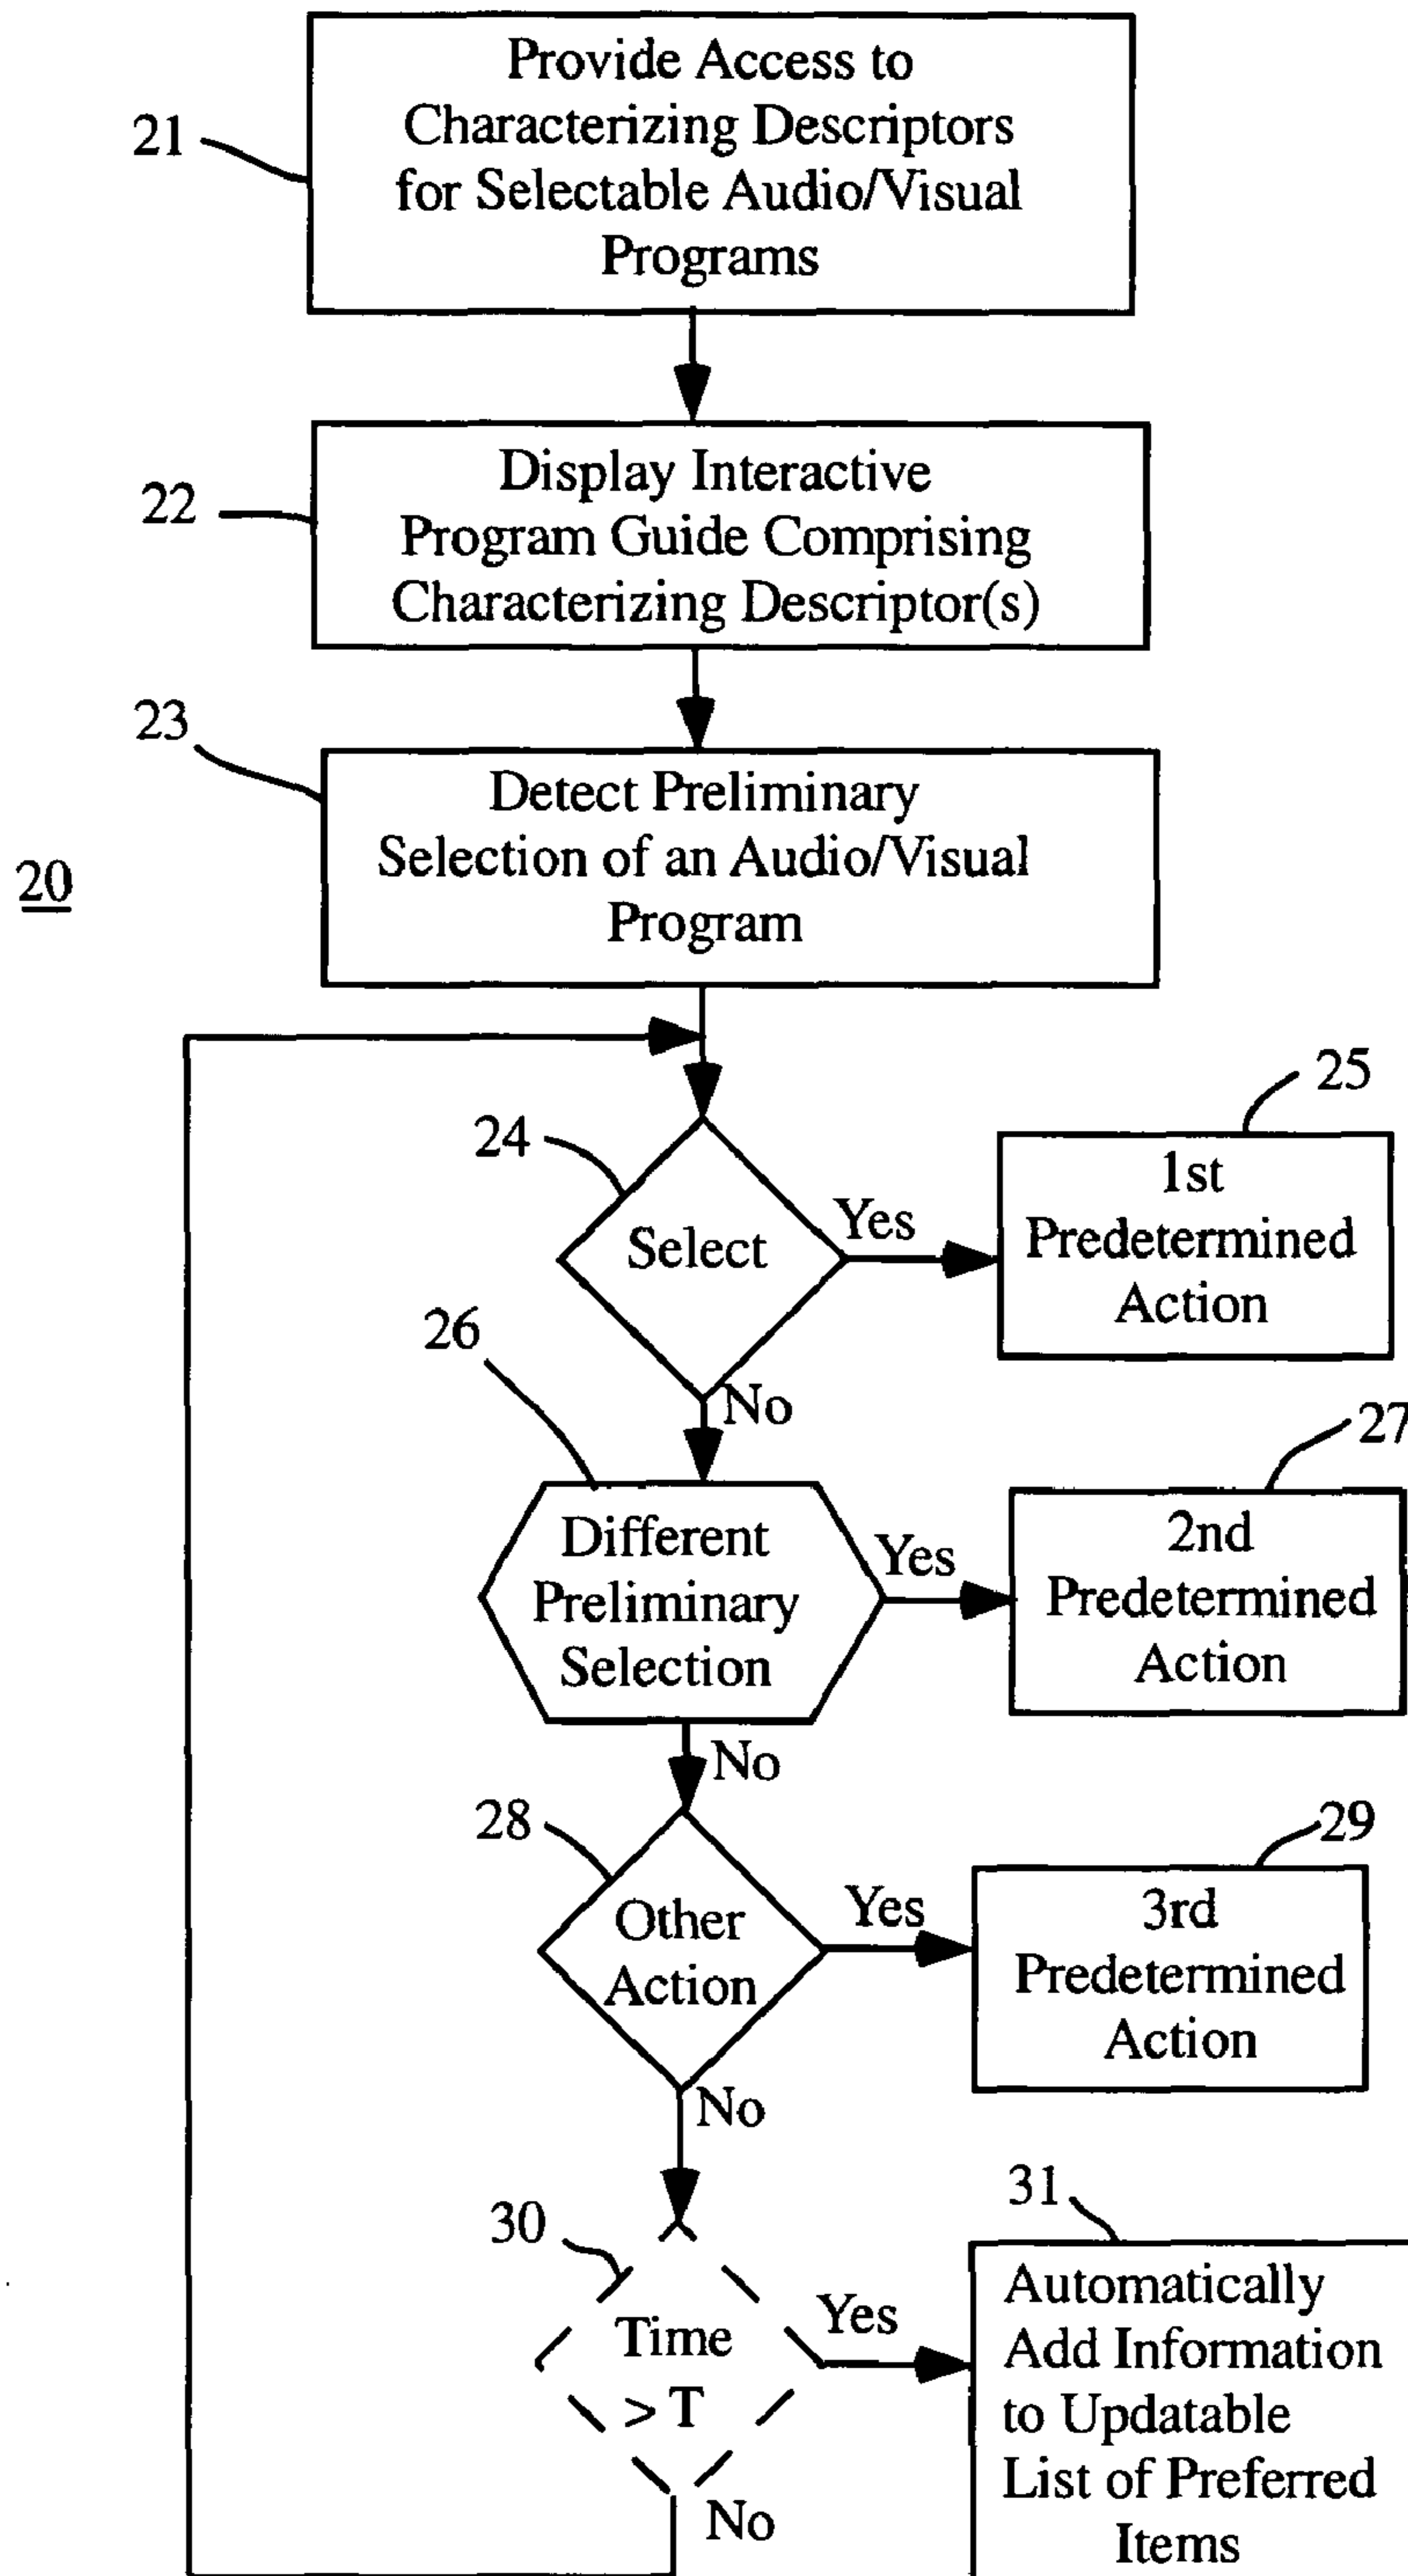 Provide Access to
Characterizing Descriptors
for Selectable Audio/Visual
Programs
21
Display Interactive
Program Guide Comprising
Characterizing Descriptor(s)
22
23
Detect Preliminary
Selection of an Audio/Visual
Program
20
24
Select
Yes
25
1st
Predetermined
Action
No
26
Different
Preliminary
Selection
Yes
27
2nd
Predetermined
Action
No
28
Other
Action
Yes
29
3rd
Predetermined
Action
No
30
Time
> T
Yes
31
Automatically
Add Information
to Updatable
List of Preferred
Items
No